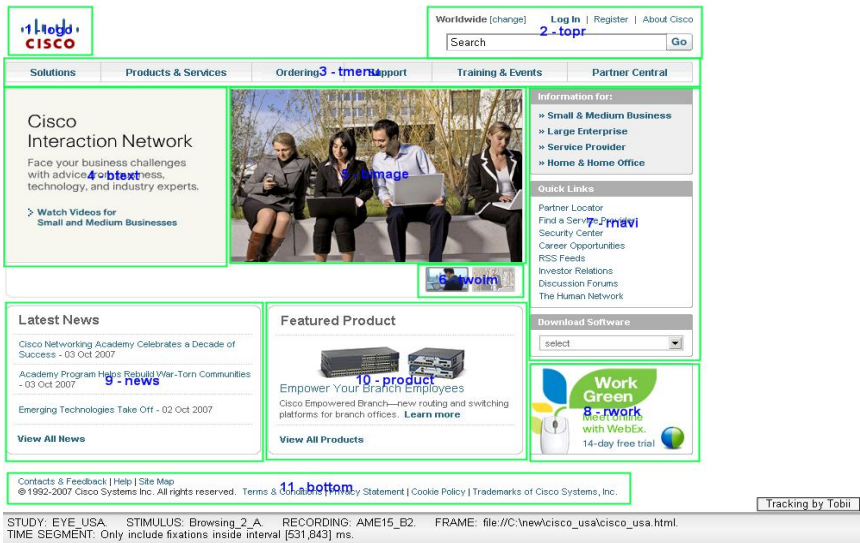 1 - logo
CISCO
Worldwide [change] Log In | Register | About Cisco
2 - topr
Search Go
Solutions Products & Services Ordering Support Training & Events Partner Central
3 - tmenu
Cisco
Interaction Network
Face your business challenges
with advice from business,
technology, and industry experts.
4 - btext
» Watch Videos for
Small and Medium Businesses
5 - bimage
6 - twoim
Information for:
» Small & Medium Business
» Large Enterprise
» Service Provider
» Home & Home Office
Quick Links
Partner Locator
Find a Service Provider
7 - rnavi
Security Center
Career Opportunities
RSS Feeds
Investor Relations
Discussion Forums
The Human Network
Download Software
select
Latest News
Cisco Networking Academy Celebrates a Decade of
Success - 03 Oct 2007
Academy Program Helps Rebuild War-Torn Communities
- 03 Oct 2007
9 - news
Emerging Technologies Take Off - 02 Oct 2007
View All News
Featured Product
10 - product
Empower Your Branch Employees
Cisco Empowered Branch—new routing and switching
platforms for branch offices. Learn more
View All Products
Work
Green
8 - rwork
Meet online
with WebEx.
14-day free trial
Contacts & Feedback | Help | Site Map
© 1992-2007 Cisco Systems Inc. All rights reserved. Terms & Conditions | Privacy Statement | Cookie Policy | Trademarks of Cisco Systems, Inc.
11 - bottom
Tracking by Tobii
STUDY: EYE_USA. STIMULUS: Browsing_2_A. RECORDING: AME15_B2. FRAME: file://C:\new\cisco_usa\cisco_usa.html.
TIME SEGMENT: Only include fixations inside interval [531,843] ms.